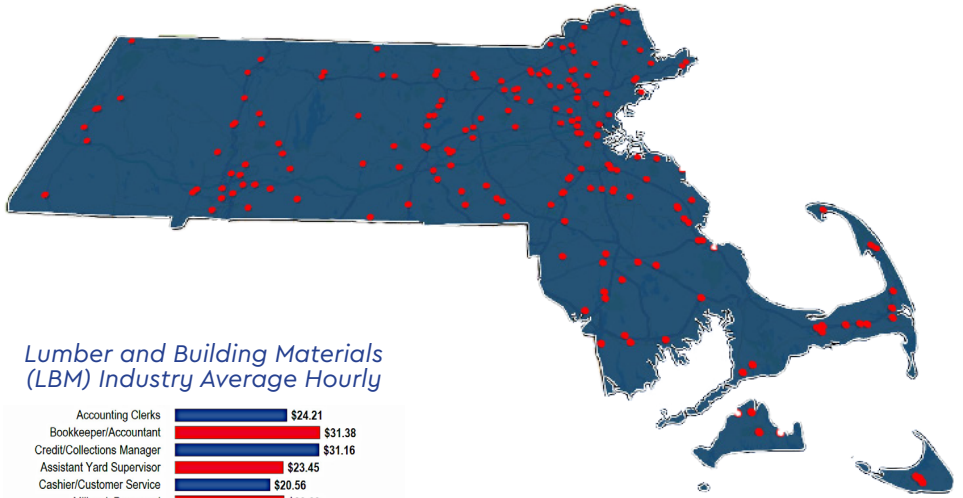 Lumber and Building Materials
(LBM) Industry Average Hourly
Accounting Clerks $24.21
Bookkeeper/Accountant $31.38
Credit/Collections Manager $31.16
Assistant Yard Supervisor $23.45
Cashier/Customer Service $20.56